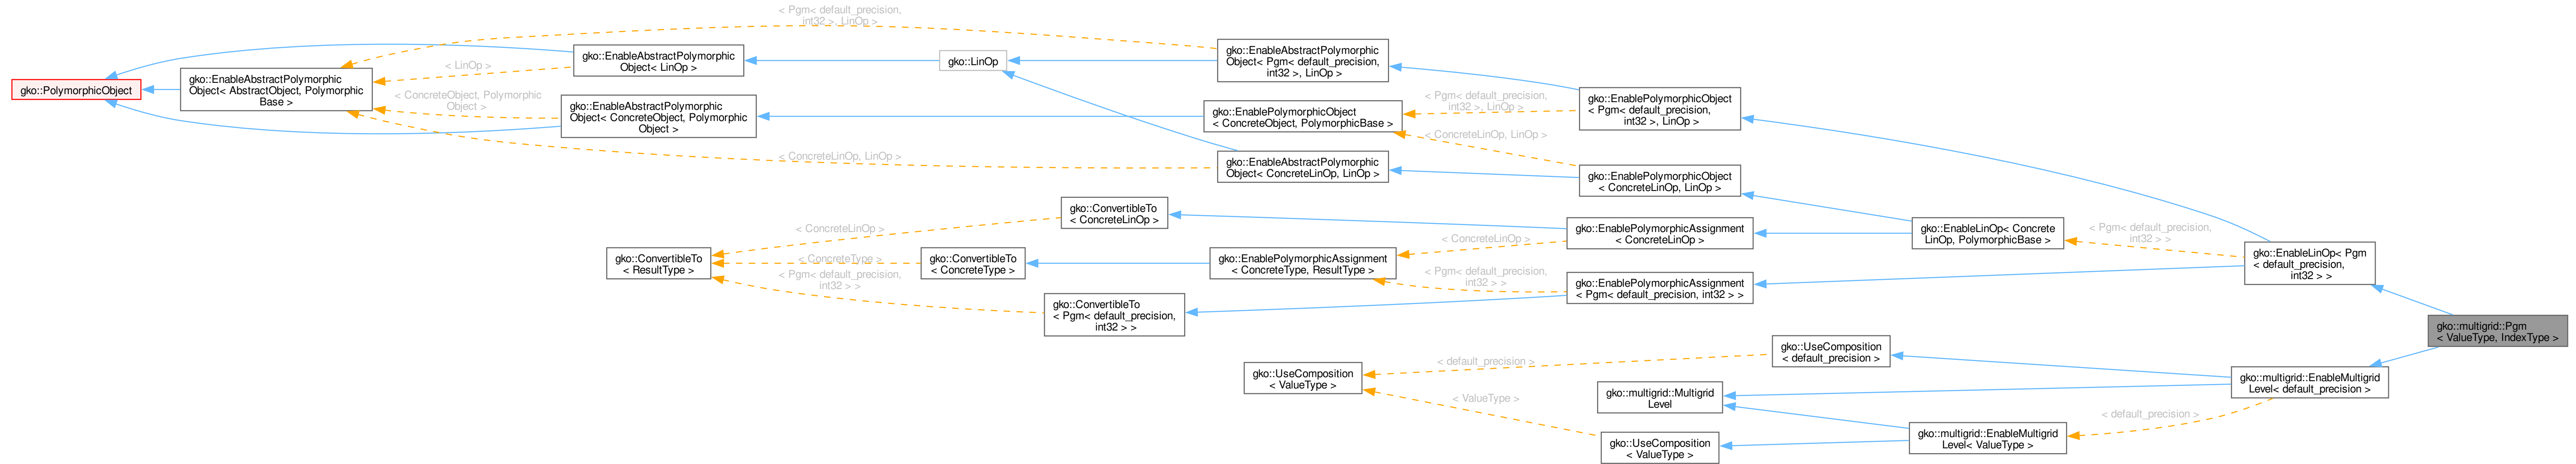 gko::PolymorphicObject
gko::EnableAbstractPolymorphic
Object< AbstractObject, Polymorphic
Base >
< Pgm< default_precision,
int32 >, LinOp >
< LinOp >
< ConcreteObject, Polymorphic
Object >
< ConcreteLinOp, LinOp >
gko::EnableAbstractPolymorphic
Object< LinOp >
gko::EnableAbstractPolymorphic
Object< ConcreteObject, Polymorphic
Object >
gko::LinOp
gko::EnableAbstractPolymorphic
Object< Pgm< default_precision,
int32 >, LinOp >
gko::EnablePolymorphicObject
< ConcreteObject, PolymorphicBase >
gko::EnableAbstractPolymorphic
Object< ConcreteLinOp, LinOp >
< Pgm< default_precision,
int32 >, LinOp >
< ConcreteLinOp, LinOp >
gko::EnablePolymorphicObject
< Pgm< default_precision,
int32 >, LinOp >
gko::EnablePolymorphicObject
< ConcreteLinOp, LinOp >
gko::ConvertibleTo
< ResultType >
< ConcreteLinOp >
< ConcreteType >
< Pgm< default_precision,
int32 > >
gko::ConvertibleTo
< ConcreteLinOp >
gko::ConvertibleTo
< ConcreteType >
gko::ConvertibleTo
< Pgm< default_precision,
int32 > >
gko::EnablePolymorphicAssignment
< ConcreteType, ResultType >
< ConcreteLinOp >
< Pgm< default_precision,
int32 > >
gko::EnablePolymorphicAssignment
< ConcreteLinOp >
gko::EnablePolymorphicAssignment
< Pgm< default_precision, int32 > >
gko::EnableLinOp< Concrete
LinOp, PolymorphicBase >
< Pgm< default_precision,
int32 > >
gko::EnableLinOp< Pgm
< default_precision,
int32 > >
gko::multigrid::Pgm
< ValueType, IndexType >
gko::UseComposition
< ValueType >
< default_precision >
< ValueType >
gko::UseComposition
< default_precision >
gko::multigrid::Multigrid
Level
gko::UseComposition
< ValueType >
gko::multigrid::EnableMultigrid
Level< ValueType >
< default_precision >
gko::multigrid::EnableMultigrid
Level< default_precision >